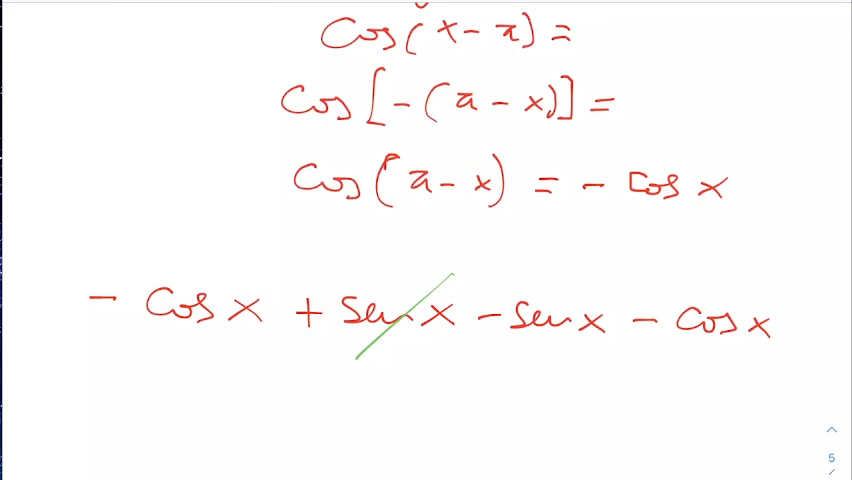 cos(x - π) =
cos[-(π - x)] =
cos(π - x) = - cos x
- cos x + sen x - sen x - cos x
5